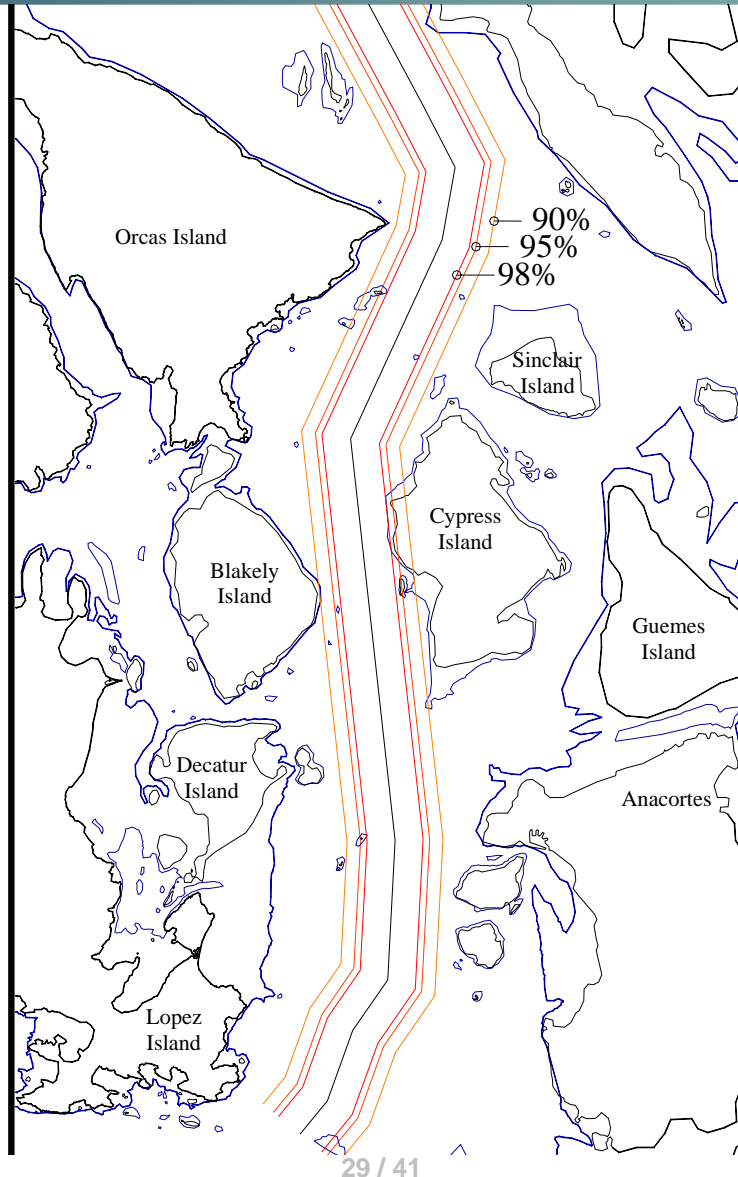 Orcas Island
90%
95%
98%
Sinclair
Island
Cypress
Island
Blakely
Island
Guemes
Island
Decatur
Island
Anacortes
Lopez
Island
29 / 41